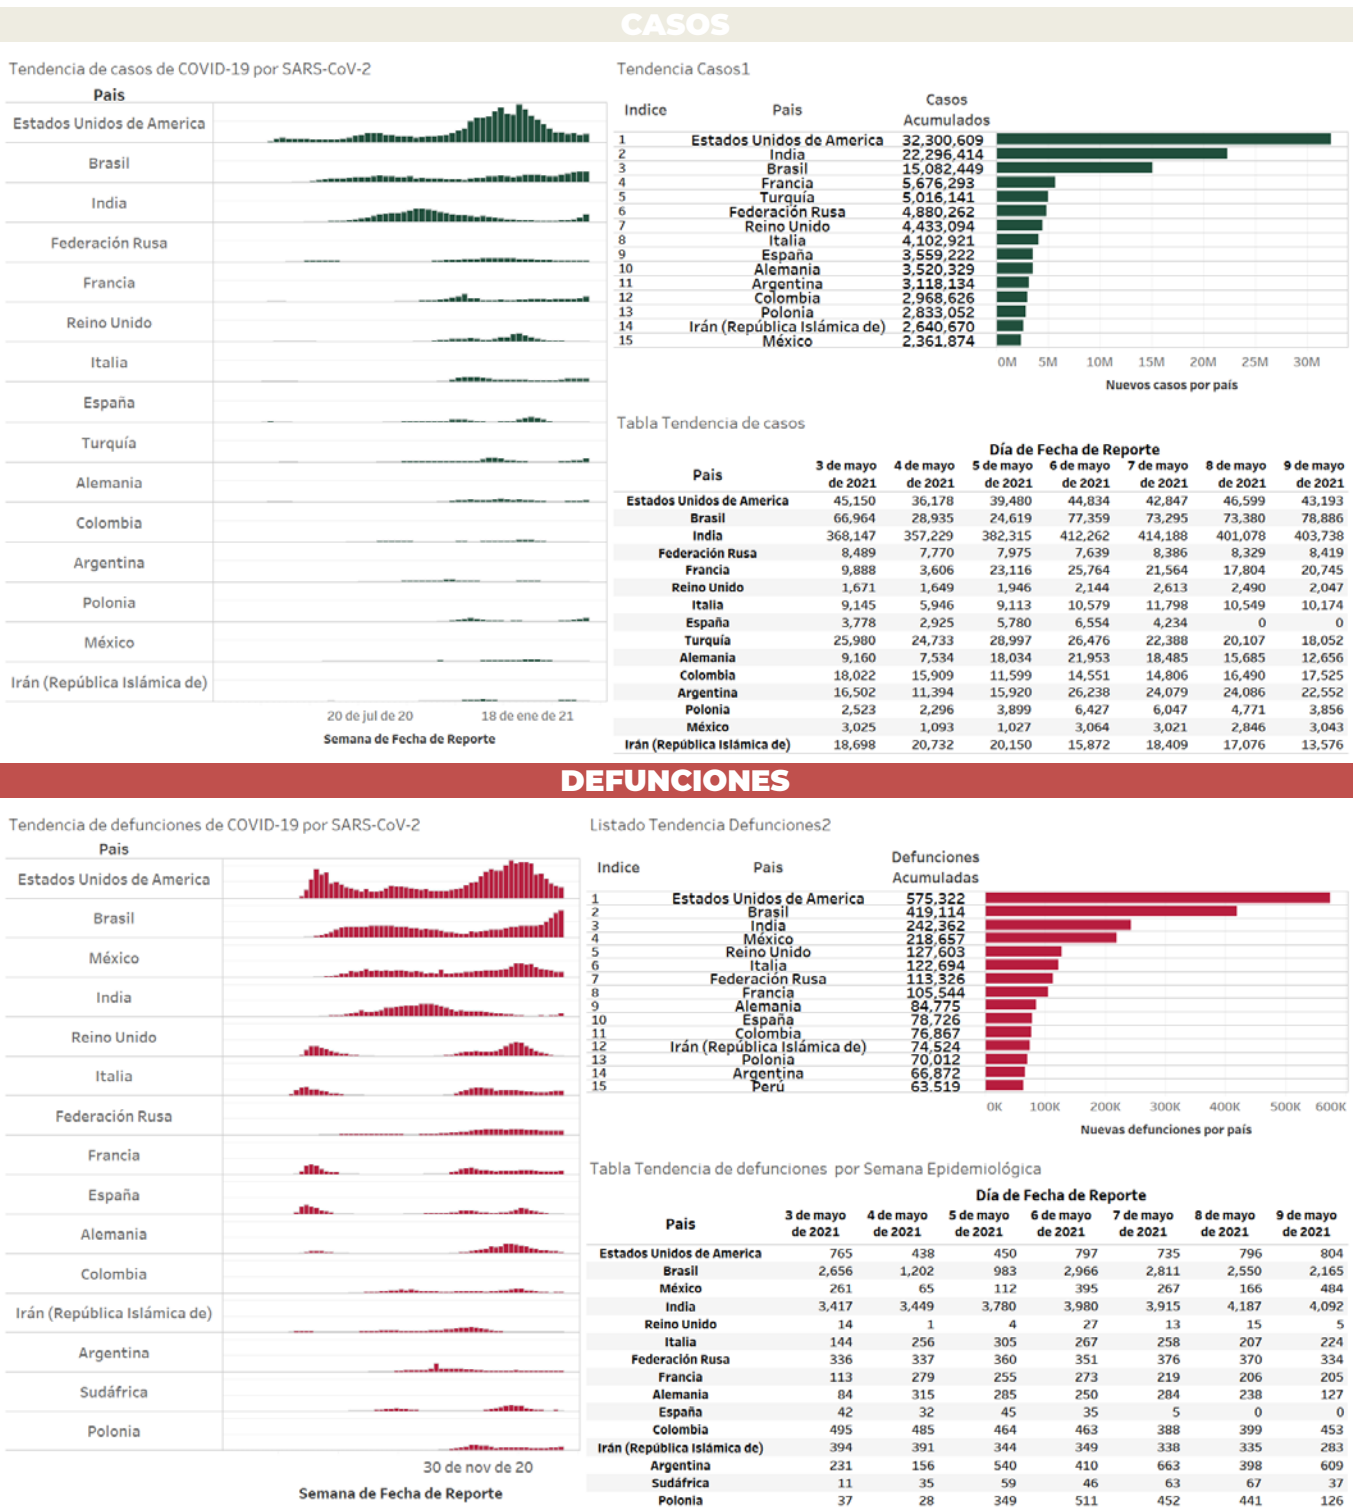 CASOS
Tendencia de casos de COVID-19 por SARS-CoV-2
Pais
Estados Unidos de America
Brasil
India
Federación Rusa
Francia
Reino Unido
Italia
España
Turquía
Alemania
Colombia
Argentina
Polonia
México
Irán (República Islámica de)
20 de jul de 20 18 de ene de 21
Semana de Fecha de Reporte
Tendencia Casos1
Indice Pais Casos Acumulados
1 Estados Unidos de America 32,300,609
2 India 22,296,414
3 Brasil 15,082,449
4 Francia 5,676,293
5 Turquía 5,016,141
6 Federación Rusa 4,880,262
7 Reino Unido 4,433,094
8 Italia 4,102,921
9 España 3,559,222
10 Alemania 3,520,329
11 Argentina 3,118,134
12 Colombia 2,968,626
13 Polonia 2,833,052
14 Irán (República Islámica de) 2,640,670
15 México 2,361,874
0M 5M 10M 15M 20M 25M 30M
Nuevos casos por país
Tabla Tendencia de casos
Día de Fecha de Reporte
Pais 3 de mayo de 2021 4 de mayo de 2021 5 de mayo de 2021 6 de mayo de 2021 7 de mayo de 2021 8 de mayo de 2021 9 de mayo de 2021
Estados Unidos de America 45,150 36,178 39,480 44,834 42,847 46,599 43,193
Brasil 66,964 28,935 24,619 77,359 73,295 73,380 78,886
India 368,147 357,229 382,315 412,262 414,188 401,078 403,738
Federación Rusa 8,489 7,770 7,975 7,639 8,386 8,329 8,419
Francia 9,888 3,606 23,116 25,764 21,564 17,804 20,745
Reino Unido 1,671 1,649 1,946 2,144 2,613 2,490 2,047
Italia 9,145 5,946 9,113 10,579 11,798 10,549 10,174
España 3,778 2,925 5,780 6,554 4,234 0 0
Turquía 25,980 24,733 28,997 26,476 22,388 20,107 18,052
Alemania 9,160 7,534 18,034 21,953 18,485 15,685 12,656
Colombia 18,022 15,909 11,599 14,551 14,806 16,490 17,525
Argentina 16,502 11,394 15,920 26,238 24,079 24,086 22,552
Polonia 2,523 2,296 3,899 6,427 6,047 4,771 3,856
México 3,025 1,093 1,027 3,064 3,021 2,846 3,043
Irán (República Islámica de) 18,698 20,732 20,150 15,872 18,409 17,076 13,576
DEFUNCIONES
Tendencia de defunciones de COVID-19 por SARS-CoV-2
Pais
Estados Unidos de America
Brasil
México
India
Reino Unido
Italia
Federación Rusa
Francia
España
Alemania
Colombia
Irán (República Islámica de)
Argentina
Sudáfrica
Polonia
30 de nov de 20
Semana de Fecha de Reporte
Listado Tendencia Defunciones2
Indice Pais Defunciones Acumuladas
1 Estados Unidos de America 575,322
2 Brasil 419,114
3 India 242,362
4 México 218,657
5 Reino Unido 127,603
6 Italia 122,694
7 Federación Rusa 113,326
8 Francia 105,544
9 Alemania 84,775
10 España 78,726
11 Colombia 76,867
12 Irán (República Islámica de) 74,524
13 Polonia 70,012
14 Argentina 66,872
15 Perú 63,519
0K 100K 200K 300K 400K 500K 600K
Nuevas defunciones por país
Tabla Tendencia de defunciones por Semana Epidemiológica
Día de Fecha de Reporte
Pais 3 de mayo de 2021 4 de mayo de 2021 5 de mayo de 2021 6 de mayo de 2021 7 de mayo de 2021 8 de mayo de 2021 9 de mayo de 2021
Estados Unidos de America 765 438 450 797 735 796 804
Brasil 2,656 1,202 983 2,966 2,811 2,550 2,165
México 261 65 112 395 267 166 484
India 3,417 3,449 3,780 3,980 3,915 4,187 4,092
Reino Unido 14 1 4 27 13 15 5
Italia 144 256 305 267 258 207 224
Federación Rusa 336 337 360 351 376 370 334
Francia 113 279 255 273 219 206 205
Alemania 84 315 285 250 284 238 127
España 42 32 45 35 5 0 0
Colombia 495 485 464 463 388 399 453
Irán (República Islámica de) 394 391 344 349 338 335 283
Argentina 231 156 540 410 663 398 609
Sudáfrica 11 35 59 46 63 67 37
Polonia 37 28 349 511 452 441 126